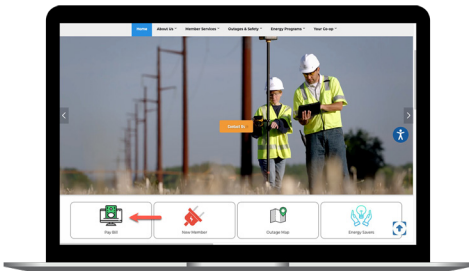 Home About Us Member Services Outages & Safety Energy Programs Your Co-op
Contact Us
Pay Bill New Member Outage Map Energy Savers